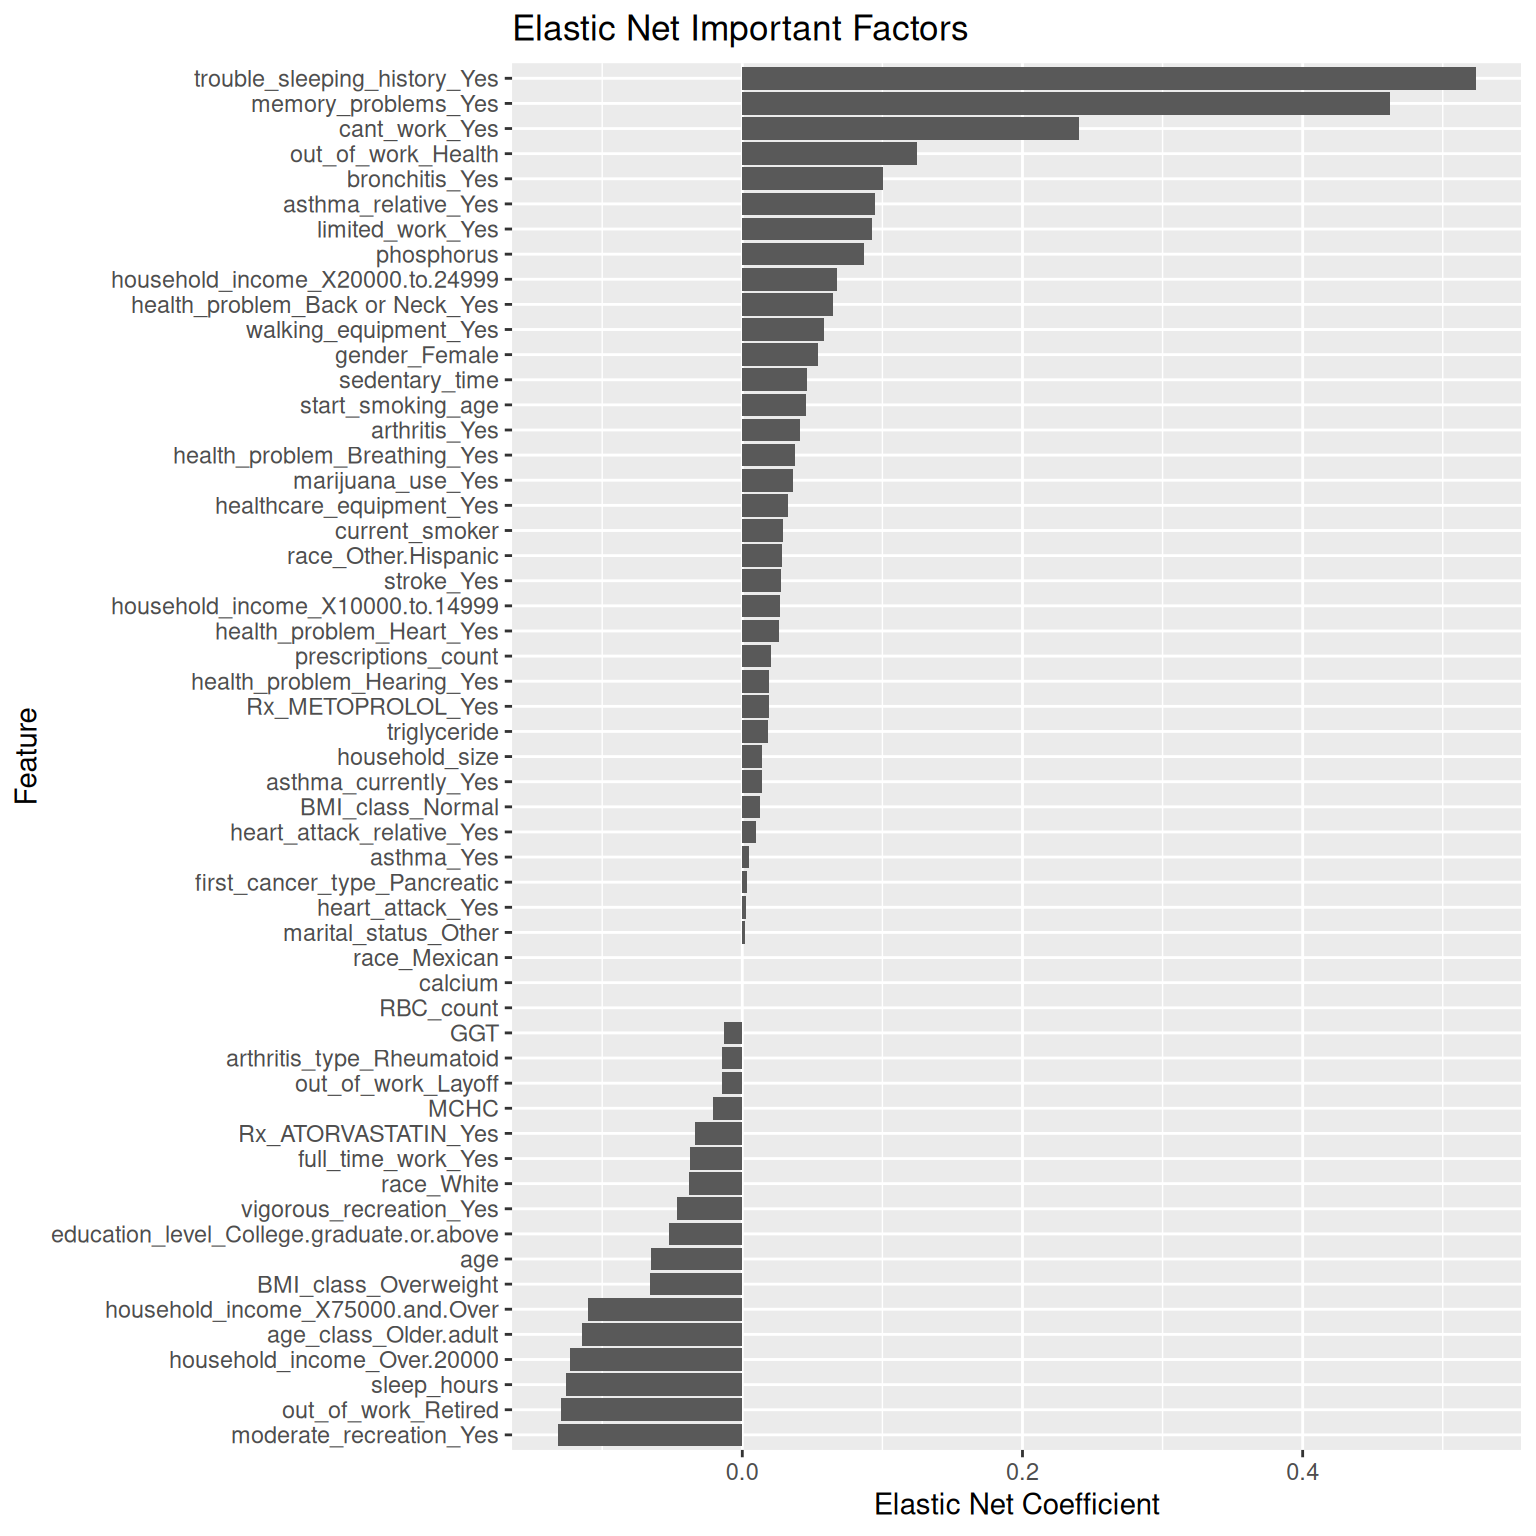 Elastic Net Important Factors
trouble_sleeping_history_Yes
memory_problems_Yes
cant_work_Yes
out_of_work_Health
bronchitis_Yes
asthma_relative_Yes
limited_work_Yes
phosphorus
household_income_X20000.to.24999
health_problem_Back or Neck_Yes
walking_equipment_Yes
gender_Female
sedentary_time
start_smoking_age
arthritis_Yes
health_problem_Breathing_Yes
marijuana_use_Yes
healthcare_equipment_Yes
current_smoker
race_Other.Hispanic
stroke_Yes
household_income_X10000.to.14999
health_problem_Heart_Yes
prescriptions_count
health_problem_Hearing_Yes
Rx_METOPROLOL_Yes
triglyceride
household_size
asthma_currently_Yes
BMI_class_Normal
heart_attack_relative_Yes
asthma_Yes
first_cancer_type_Pancreatic
heart_attack_Yes
marital_status_Other
race_Mexican
calcium
RBC_count
GGT
arthritis_type_Rheumatoid
out_of_work_Layoff
MCHC
Rx_ATORVASTATIN_Yes
full_time_work_Yes
race_White
vigorous_recreation_Yes
education_level_College.graduate.or.above
age
BMI_class_Overweight
household_income_X75000.and.Over
age_class_Older.adult
household_income_Over.20000
sleep_hours
out_of_work_Retired
moderate_recreation_Yes
Feature
0.0 0.2 0.4
Elastic Net Coefficient